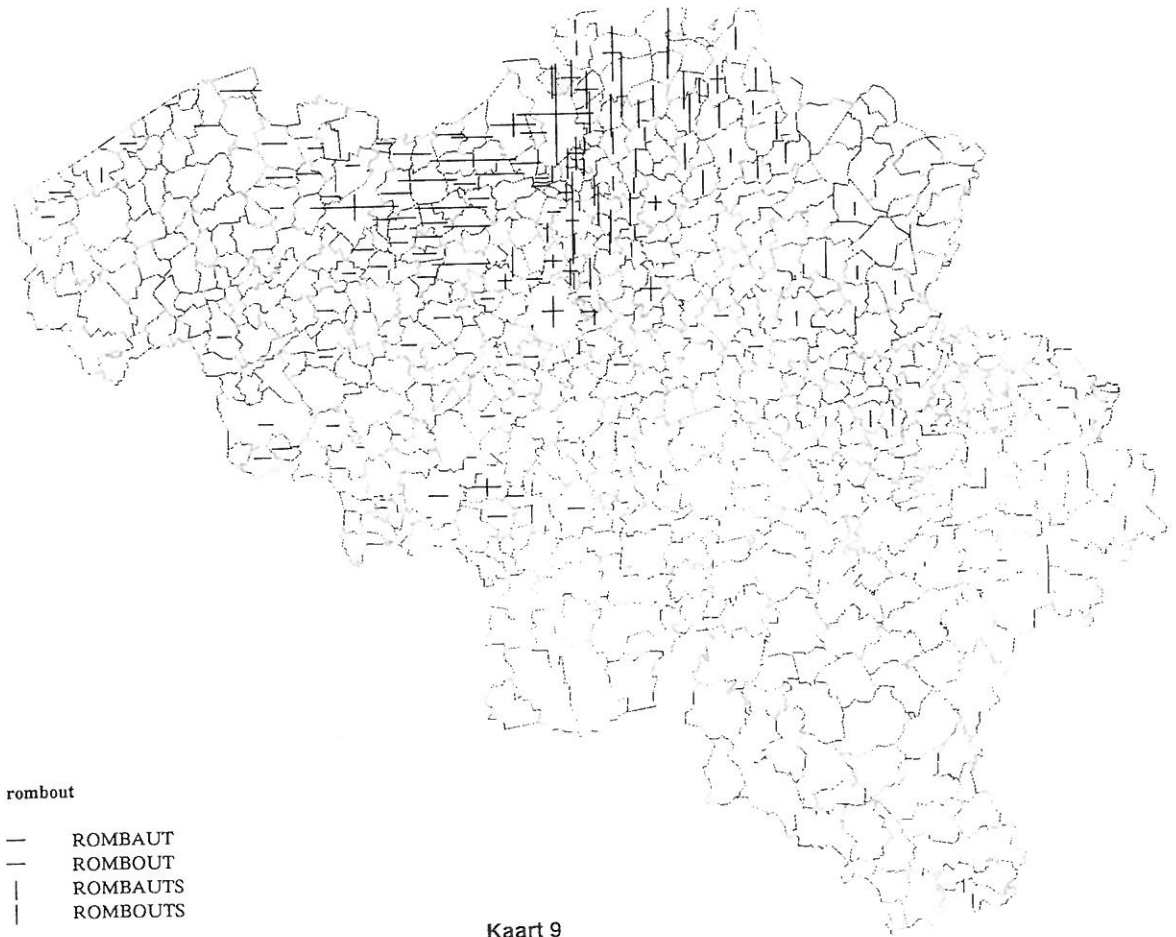 rombout
— ROMBAUT
— ROMBOUT
| ROMBAUTS
| ROMBOUTS
Kaart 9